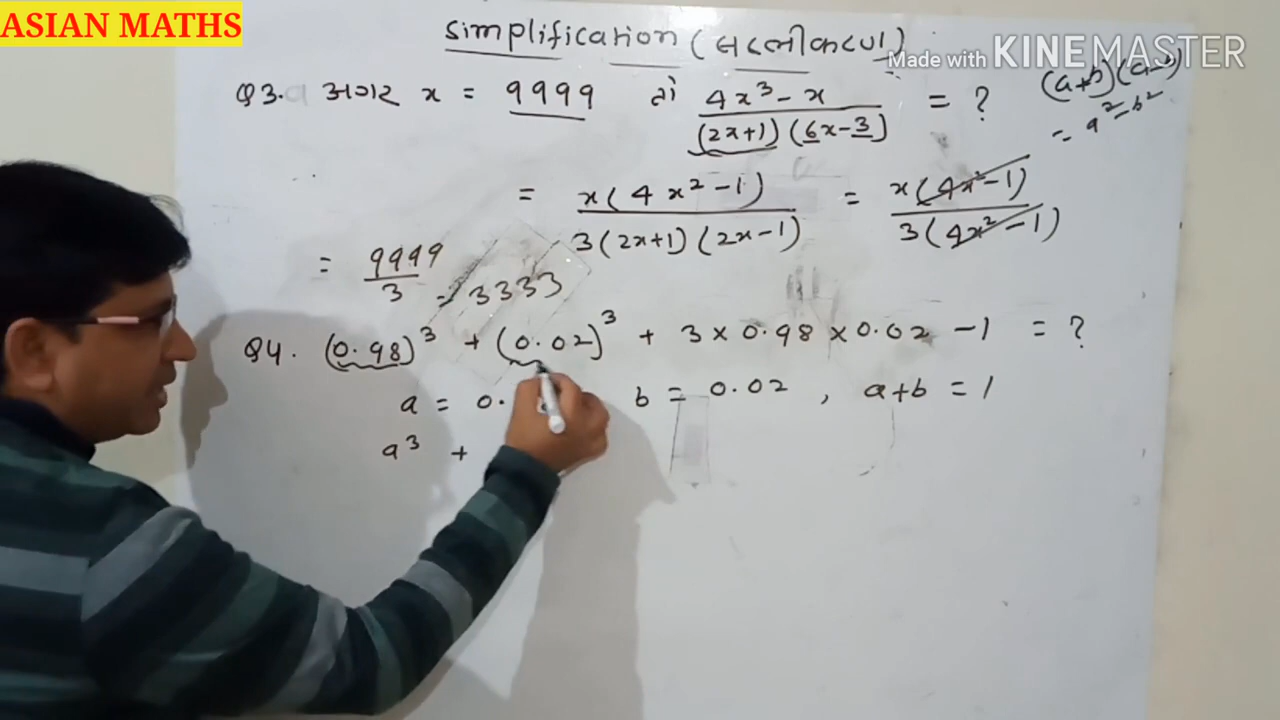 ASIAN MATHS
Simplification (सरलीकरण)
Made with KINEMASTER
Q3. अगर x = 9999 तो (4x³ - x) / ((2x+1)(6x-3)) = ?
(a+b)(a-b)
= a² - b²
= x(4x² - 1) / (3(2x+1)(2x-1)) = x(4x² - 1) / (3(4x² - 1))
= 9999 / 3 = 3333
Q4. (0.98)³ + (0.02)³ + 3 × 0.98 × 0.02 - 1 = ?
a = 0. b = 0.02 , a+b = 1
a³ +